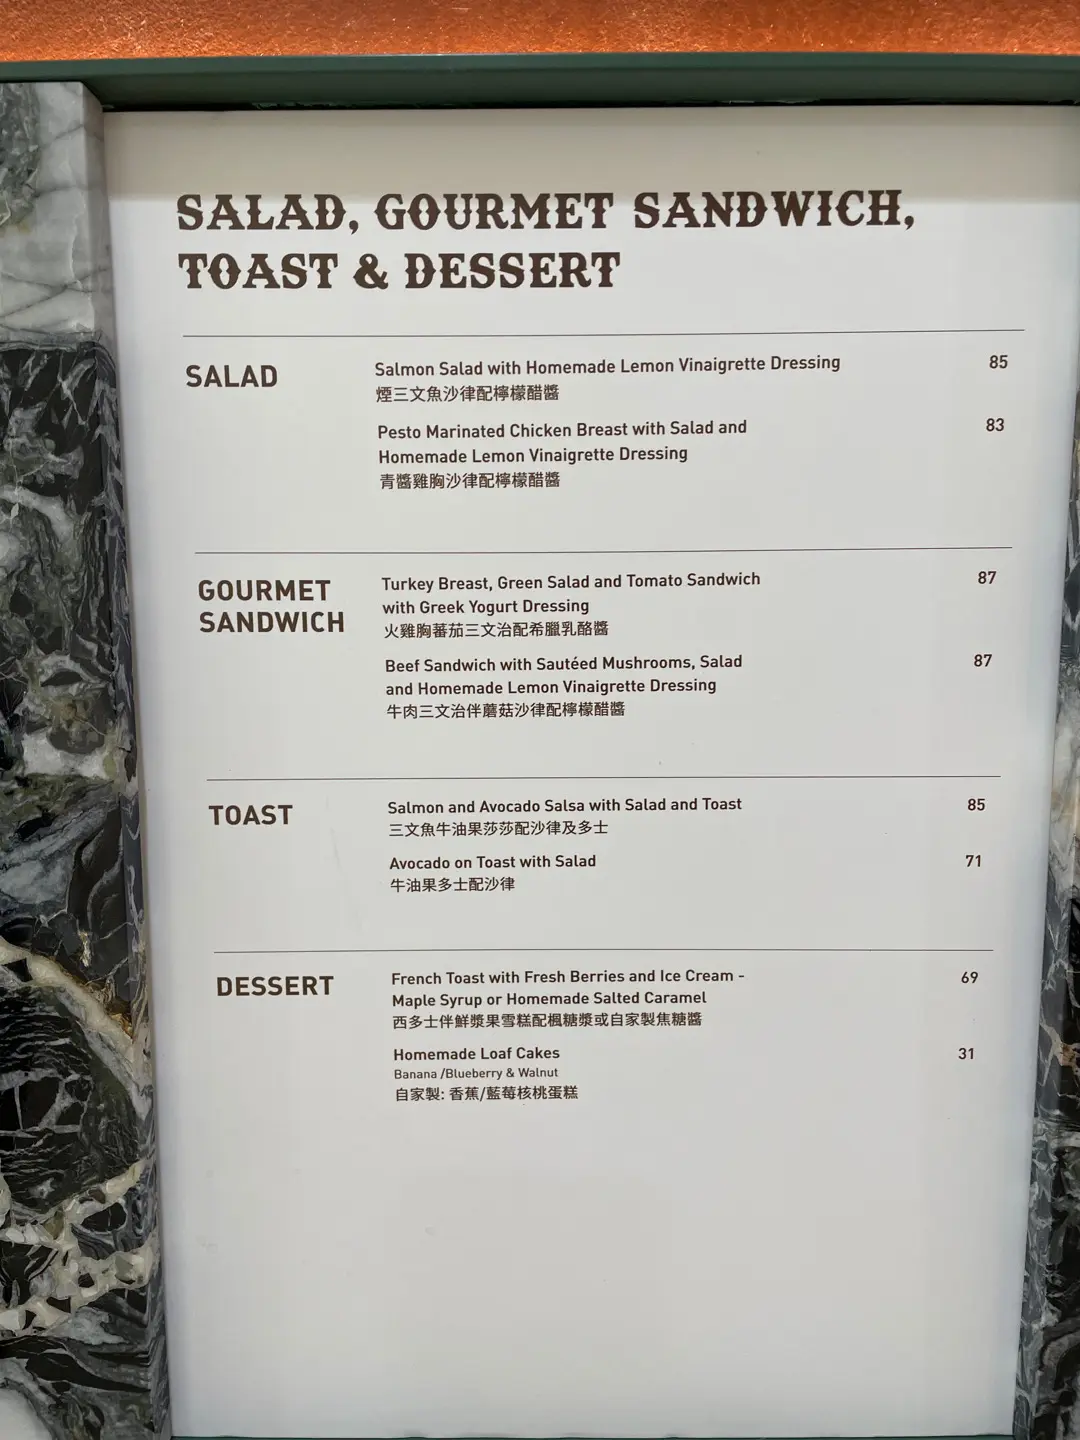 SALAD, GOURMET SANDWICH,
TOAST & DESSERT
SALAD
Salmon Salad with Homemade Lemon Vinaigrette Dressing 85
煙三文魚沙律配檸檬醋醬
Pesto Marinated Chicken Breast with Salad and 83
Homemade Lemon Vinaigrette Dressing
青醬雞胸沙律配檸檬醋醬
GOURMET
SANDWICH
Turkey Breast, Green Salad and Tomato Sandwich 87
with Greek Yogurt Dressing
火雞胸蕃茄三文治配希臘乳酪醬
Beef Sandwich with Sautéed Mushrooms, Salad 87
and Homemade Lemon Vinaigrette Dressing
牛肉三文治伴蘑菇沙律配檸檬醋醬
TOAST
Salmon and Avocado Salsa with Salad and Toast 85
三文魚牛油果莎莎配沙律及多士
Avocado on Toast with Salad 71
牛油果多士配沙律
DESSERT
French Toast with Fresh Berries and Ice Cream - 69
Maple Syrup or Homemade Salted Caramel
西多士伴鮮漿果雪糕配楓糖漿或自家製焦糖醬
Homemade Loaf Cakes 31
Banana /Blueberry & Walnut
自家製: 香蕉/藍莓核桃蛋糕